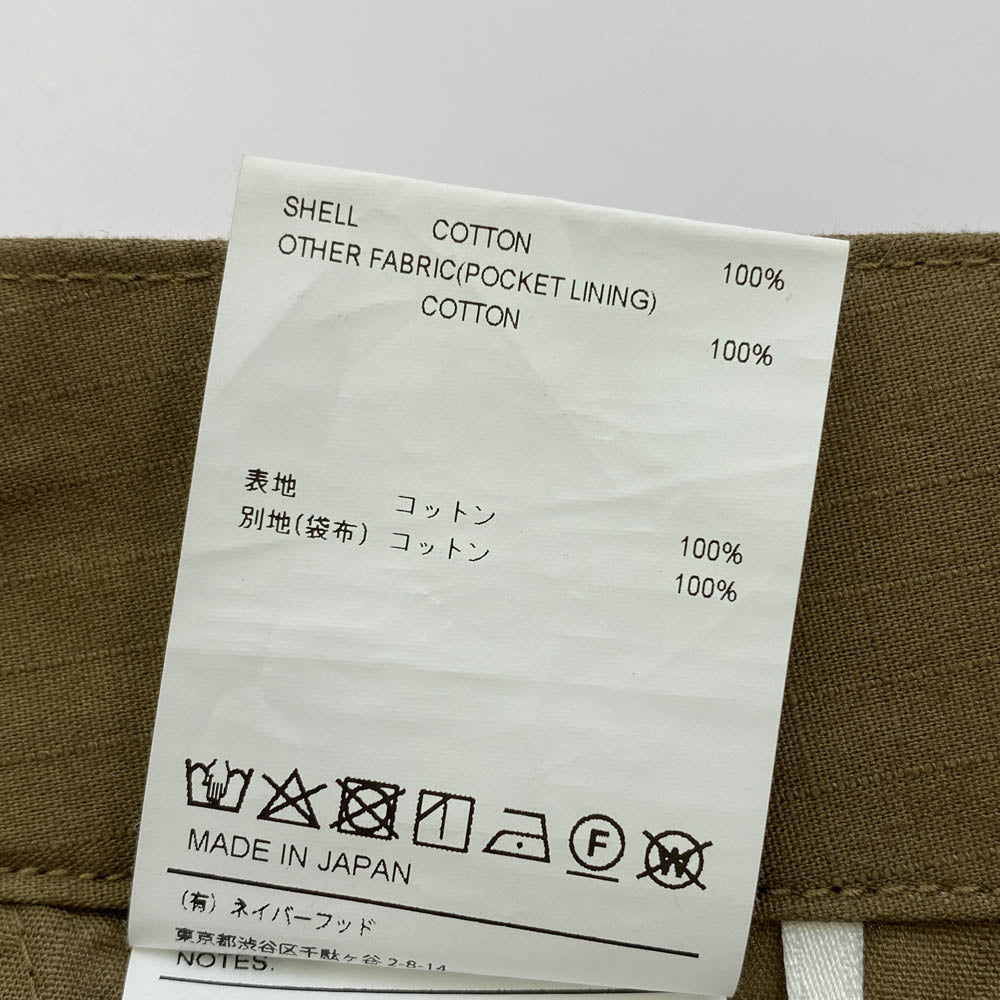 SHELL COTTON 100%
OTHER FABRIC(POCKET LINING)
COTTON 100%
表地 コットン 100%
別地(袋布) コットン 100%
F
W
MADE IN JAPAN
(有) ネイバーフッド
東京都渋谷区千駄ヶ谷 2-8-14
NOTES.